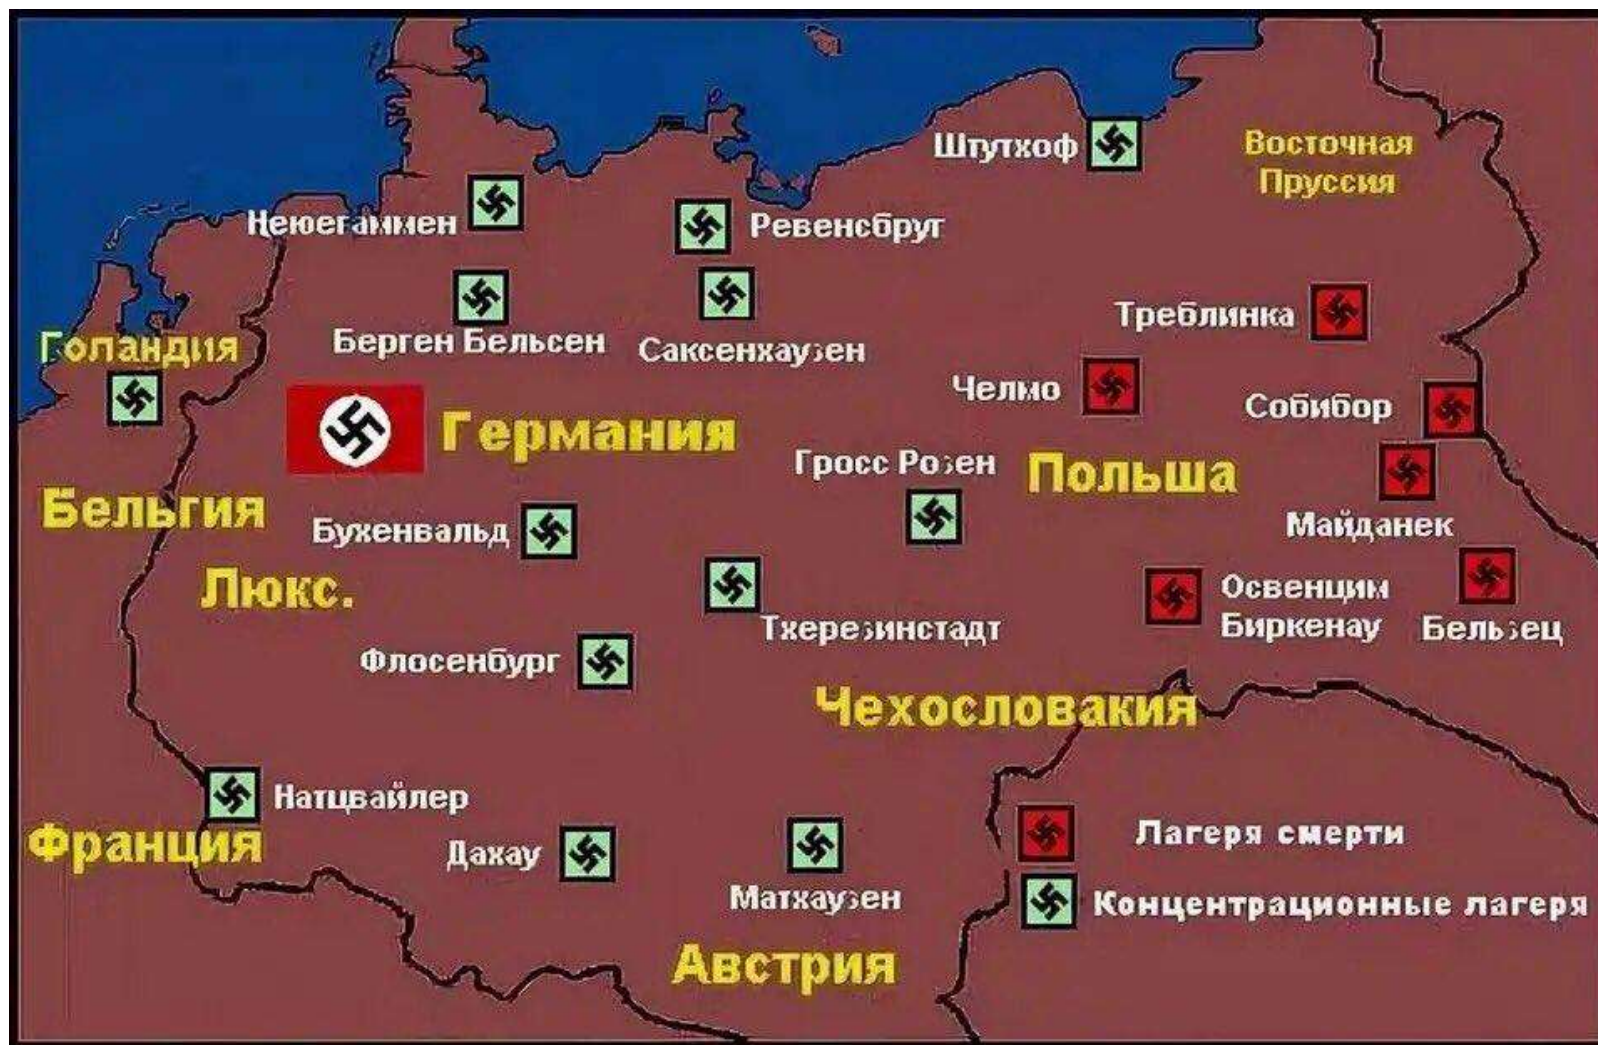 Штутхоф
Восточная
Пруссия
Неюегаммен
Ревенсбруг
Треблинка
Берген Бельсен
Саксенхаузен
Голандия
Челмо
Собибор
Германия
Гросс Розен
Польша
Бельгия
Бухенвальд
Майданек
Люкс.
Освенцим
Биркенау
Бельзец
Тхерезинстадт
Флосенбург
Чехословакия
Натцвайлер
Франция
Дахау
Матхаузен
Лагеря смерти
Концентрационные лагеря
Австрия